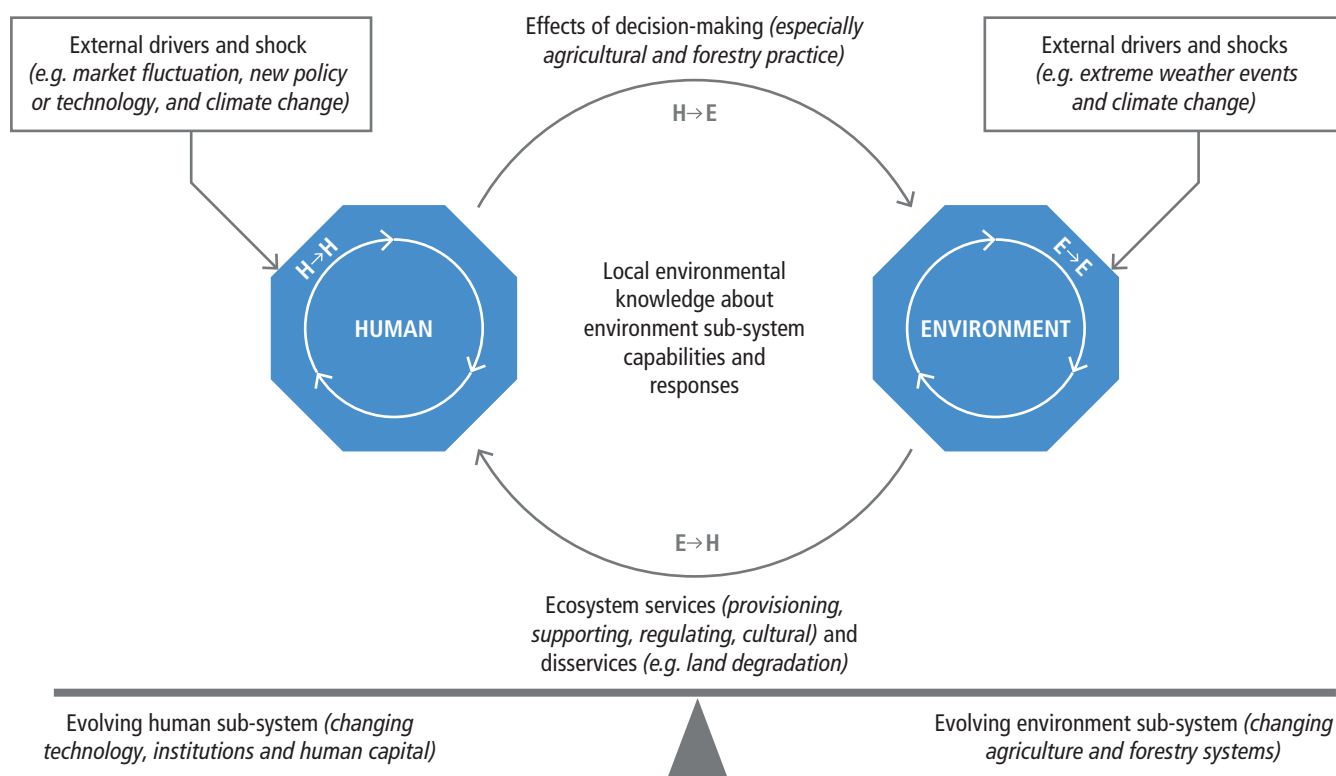 External drivers and shock
(e.g. market fluctuation, new policy
or technology, and climate change)
Effects of decision-making (especially
agricultural and forestry practice)
External drivers and shocks
(e.g. extreme weather events
and climate change)
H→E
H→H
HUMAN
Local environmental
knowledge about
environment sub-system
capabilities and
responses
E→E
ENVIRONMENT
E→H
Ecosystem services (provisioning,
supporting, regulating, cultural) and
disservices (e.g. land degradation)
Evolving human sub-system (changing
technology, institutions and human capital)
Evolving environment sub-system (changing
agriculture and forestry systems)